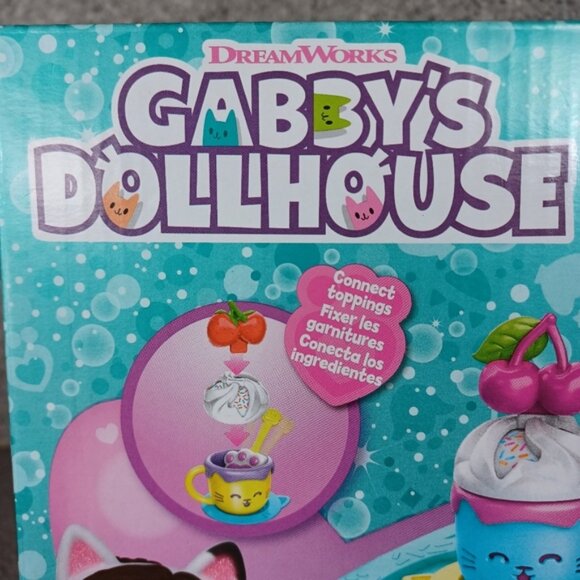 DREAMWORKS
GABBY'S
DOLLHOUSE
Connect
toppings
Fixer les
garnitures
Conecta los
ingredientes